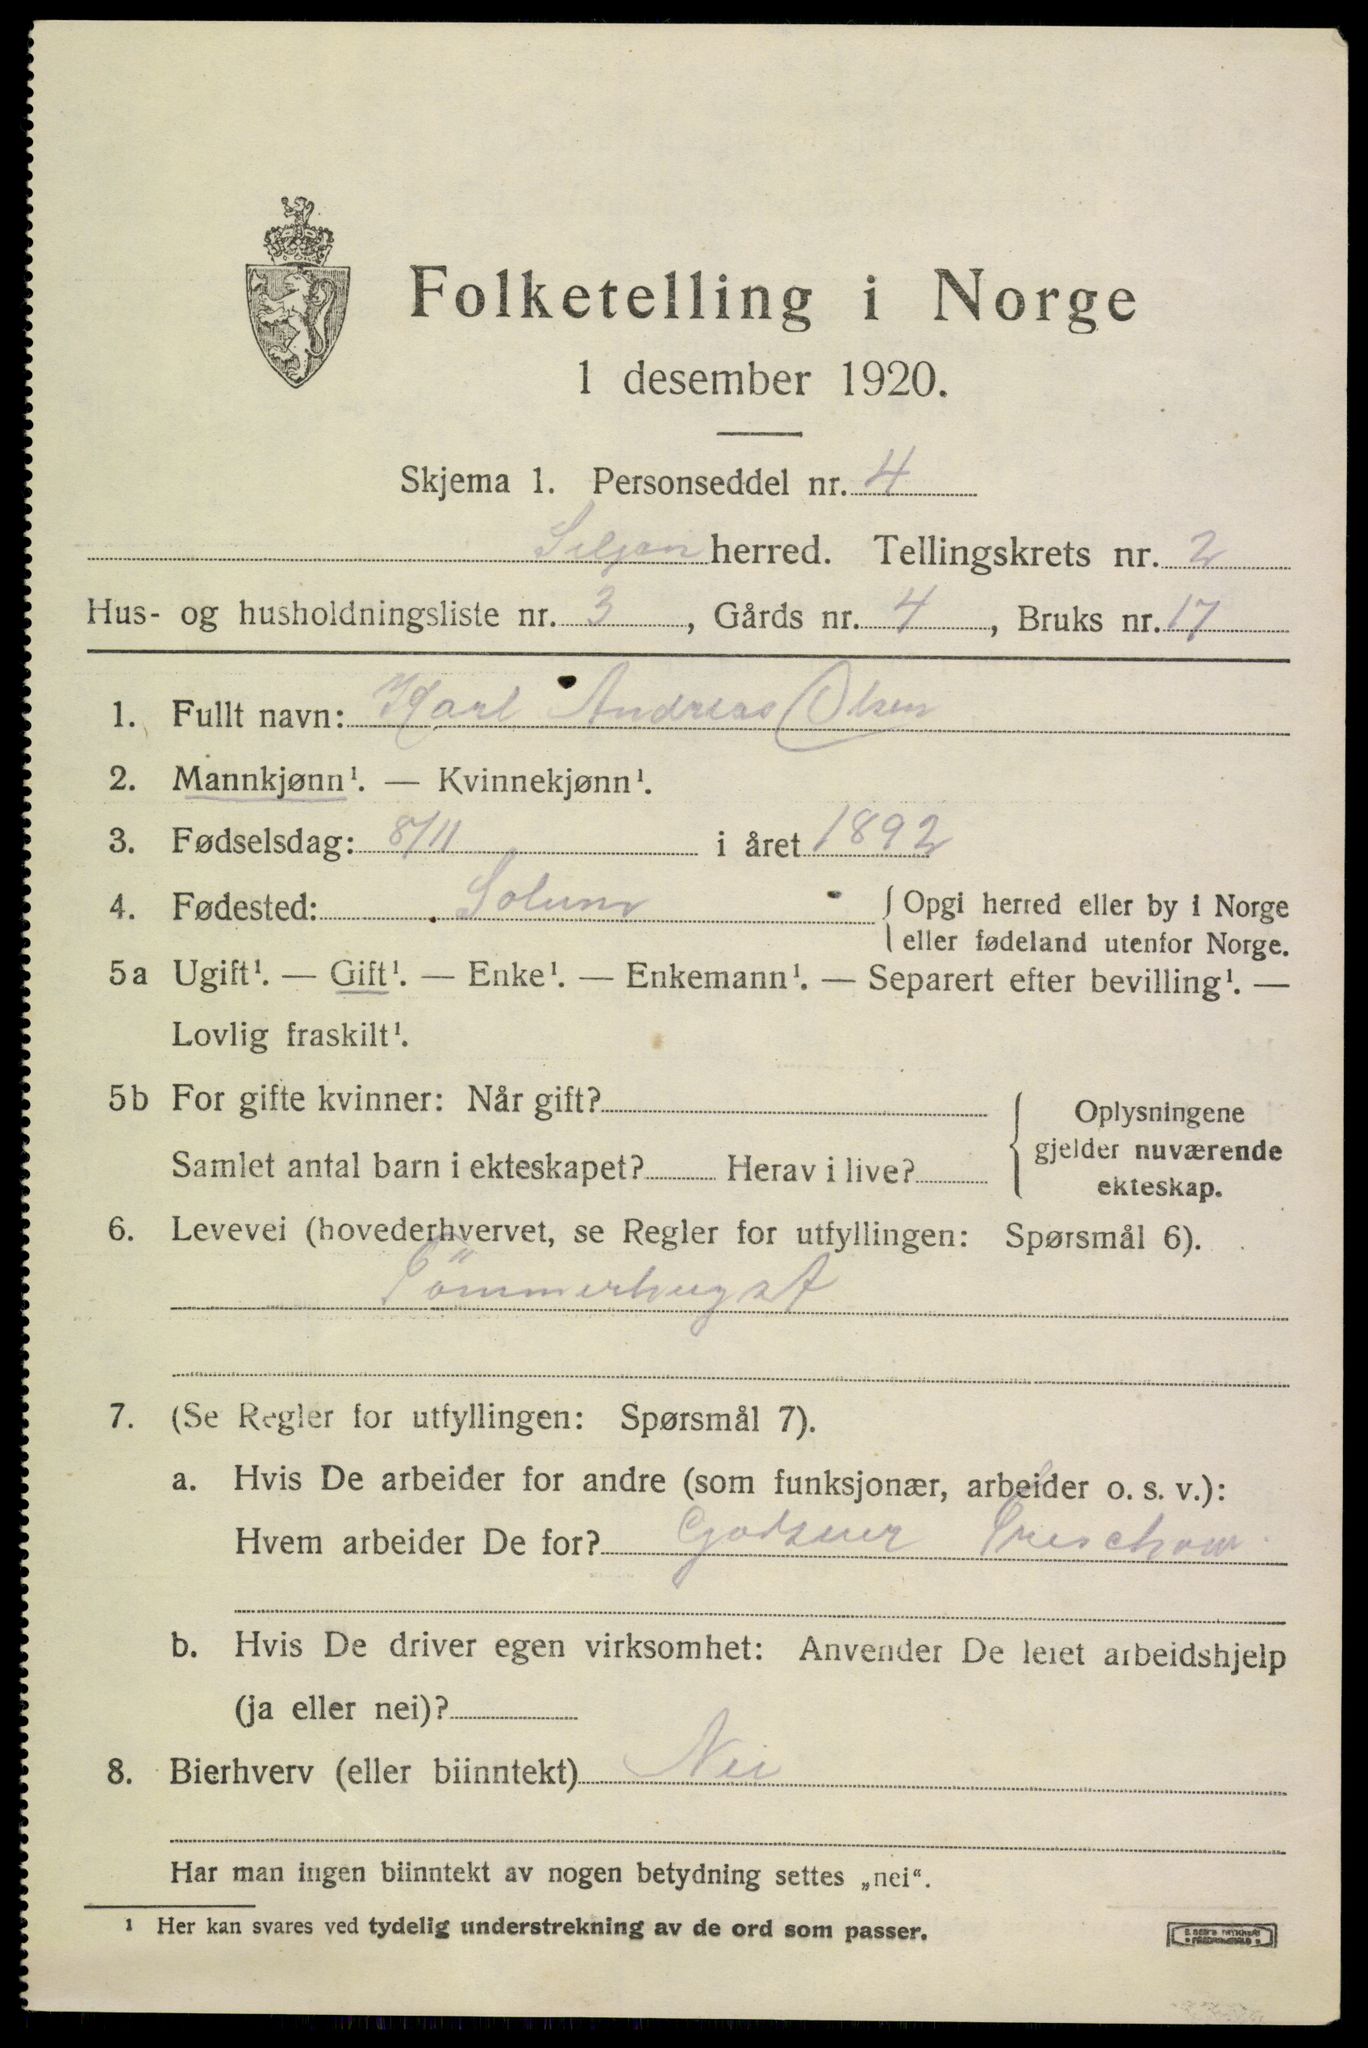 Folketelling i Norge
1 desember 1920.
Skjema 1. Personseddel nr. 4
Siljan herred. Tellingskrets nr. 2
Hus- og husholdningsliste nr. 3, Gårds nr. 4, Bruks nr. 17
1. Fullt navn: Karl Andreas Olsen
2. Mannkjønn¹. — Kvinnekjønn¹.
3. Fødselsdag: 8/11 i året 1892
4. Fødested: Solum { Opgi herred eller by i Norge
eller fødeland utenfor Norge.
5a Ugift¹. — Gift¹. — Enke¹. — Enkemann¹. — Separert efter bevilling¹. —
Lovlig fraskilt¹.
5b For gifte kvinner: Når gift?
Samlet antal barn i ekteskapet? Herav i live?
{ Oplysningene
gjelder nuværende
ekteskap.
6. Levevei (hovederhvervet, se Regler for utfyllingen: Spørsmål 6).
Tömmerhugst
7. (Se Regler for utfyllingen: Spørsmål 7).
a. Hvis De arbeider for andre (som funksjonær, arbeider o. s. v.):
Hvem arbeider De for? Godseier Treschow
b. Hvis De driver egen virksomhet: Anvender De leiet arbeidshjelp
(ja eller nei)?
8. Bierhverv (eller biinntekt) Nei
Har man ingen biinntekt av nogen betydning settes „nei“.
¹ Her kan svares ved tydelig understrekning av de ord som passer.